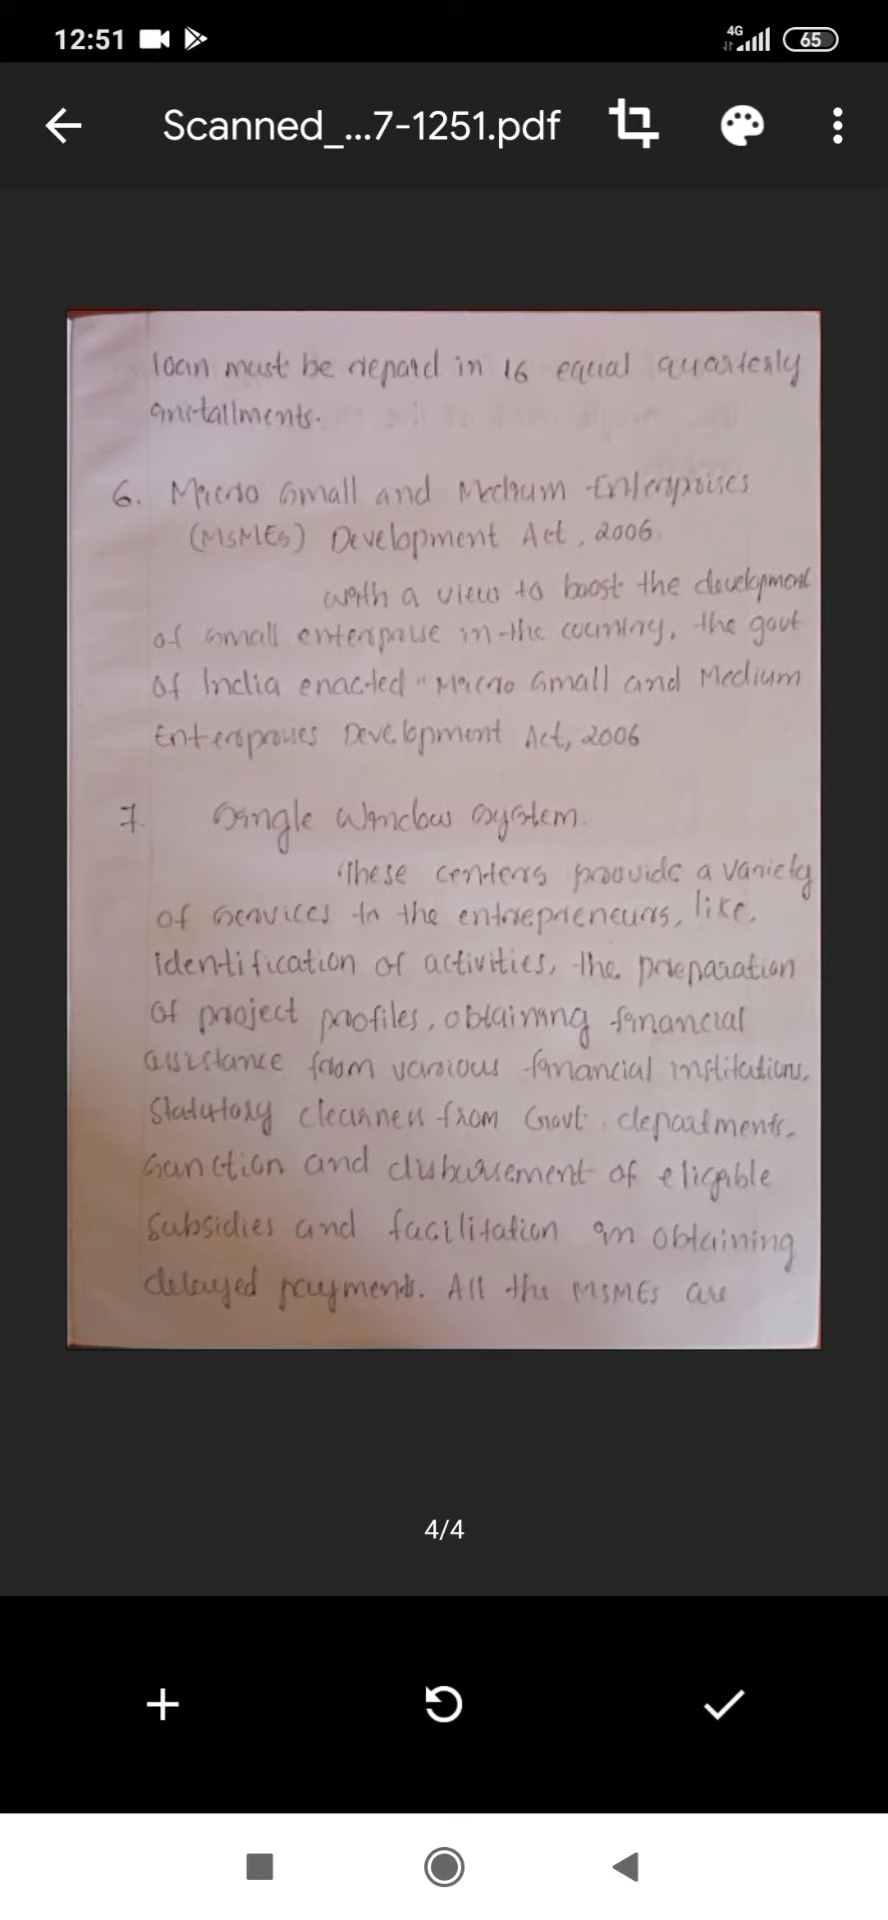 12:51
4G
65
Scanned_...7-1251.pdf
loan must be repaid in 16 equal quarterly
installments.
6. Micro Small and Medium Enterprises
(MSMEs) Development Act, 2006.
With a view to boost the development
of small enterprise in the country, the govt
of India enacted "Micro Small and Medium
Enterprises Development Act, 2006
7. Single Window System.
These centers provide a variety
of services to the entrepreneurs, like,
identification of activities, the preparation
of project profiles, obtaining financial
assistance from various financial institutions,
Statutory from Govt. departments,
Sanction and disbursement of eligible
Subsidies and facilitation in obtaining
delayed payments. All the MSMEs are
4/4